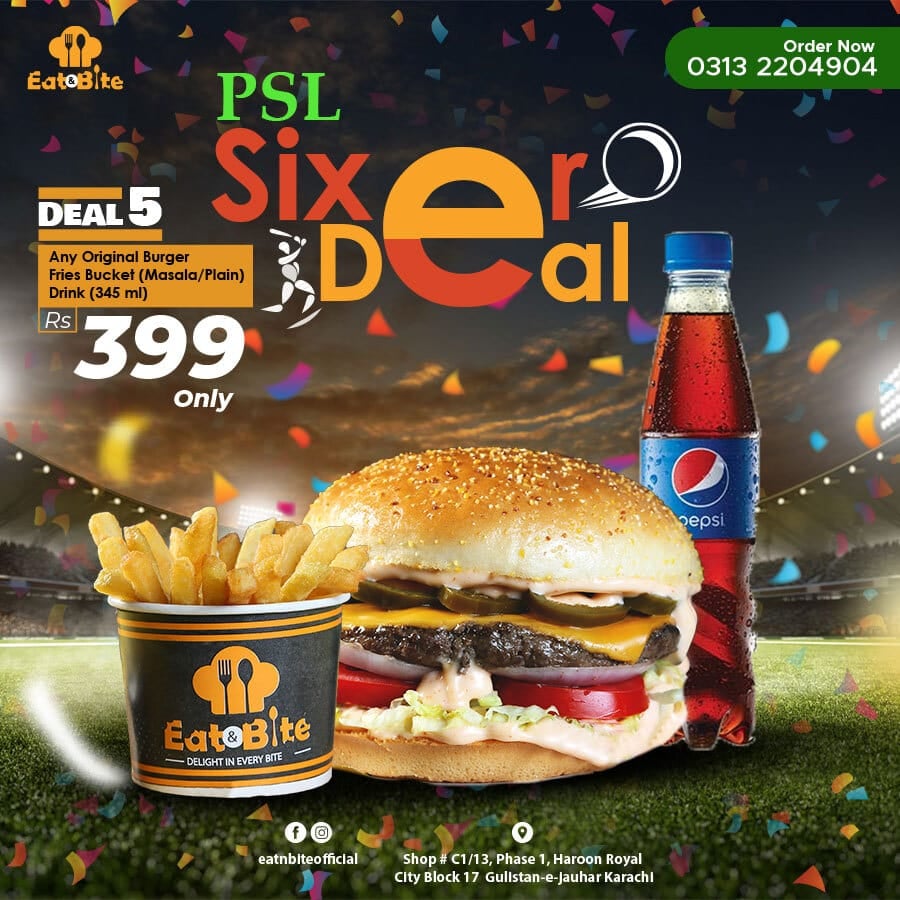 Eat&Bite
Order Now
0313 2204904
PSL
Sixer
Deal
DEAL 5
Any Original Burger
Fries Bucket (Masala/Plain)
Drink (345 ml)
Rs 399
Only
pepsi
Eat&Bite
DELIGHT IN EVERY BITE
eatnbiteofficial
Shop # C1/13, Phase 1, Haroon Royal
City Block 17 Gulistan-e-Jauhar Karachi